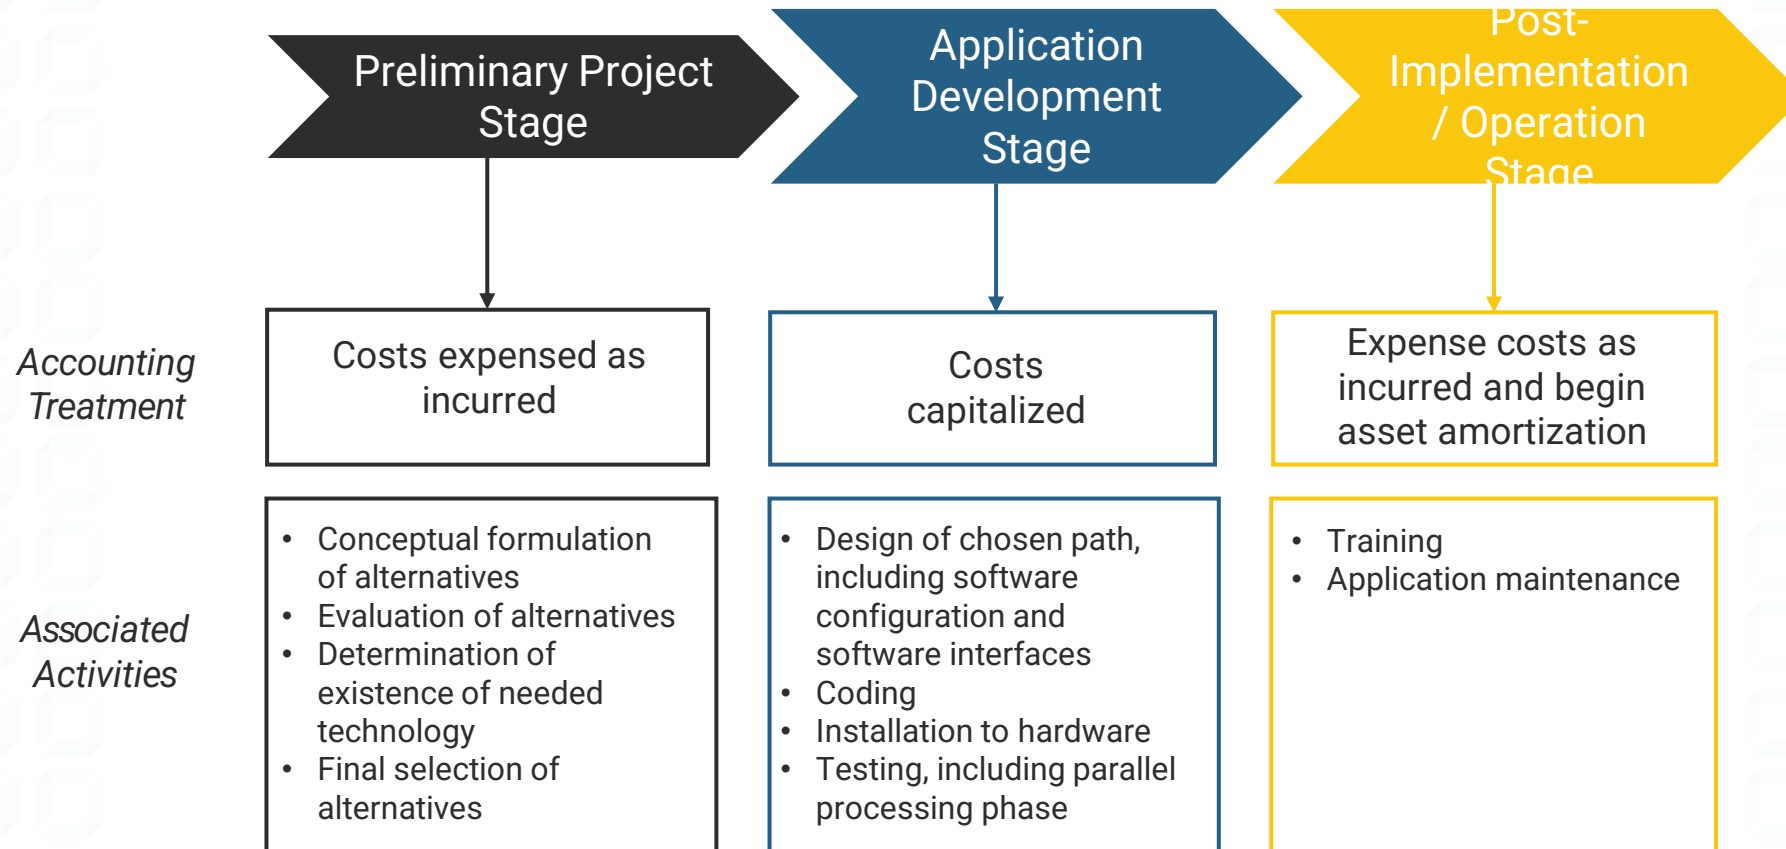 Preliminary Project
Stage
Application
Development
Stage
Post-
Implementation
/ Operation
Stage
Accounting
Treatment
Costs expensed as
incurred
Costs
capitalized
Expense costs as
incurred and begin
asset amortization
Associated
Activities
• Conceptual formulation
of alternatives
• Evaluation of alternatives
• Determination of
existence of needed
technology
• Final selection of
alternatives
• Design of chosen path,
including software
configuration and
software interfaces
• Coding
• Installation to hardware
• Testing, including parallel
processing phase
• Training
• Application maintenance